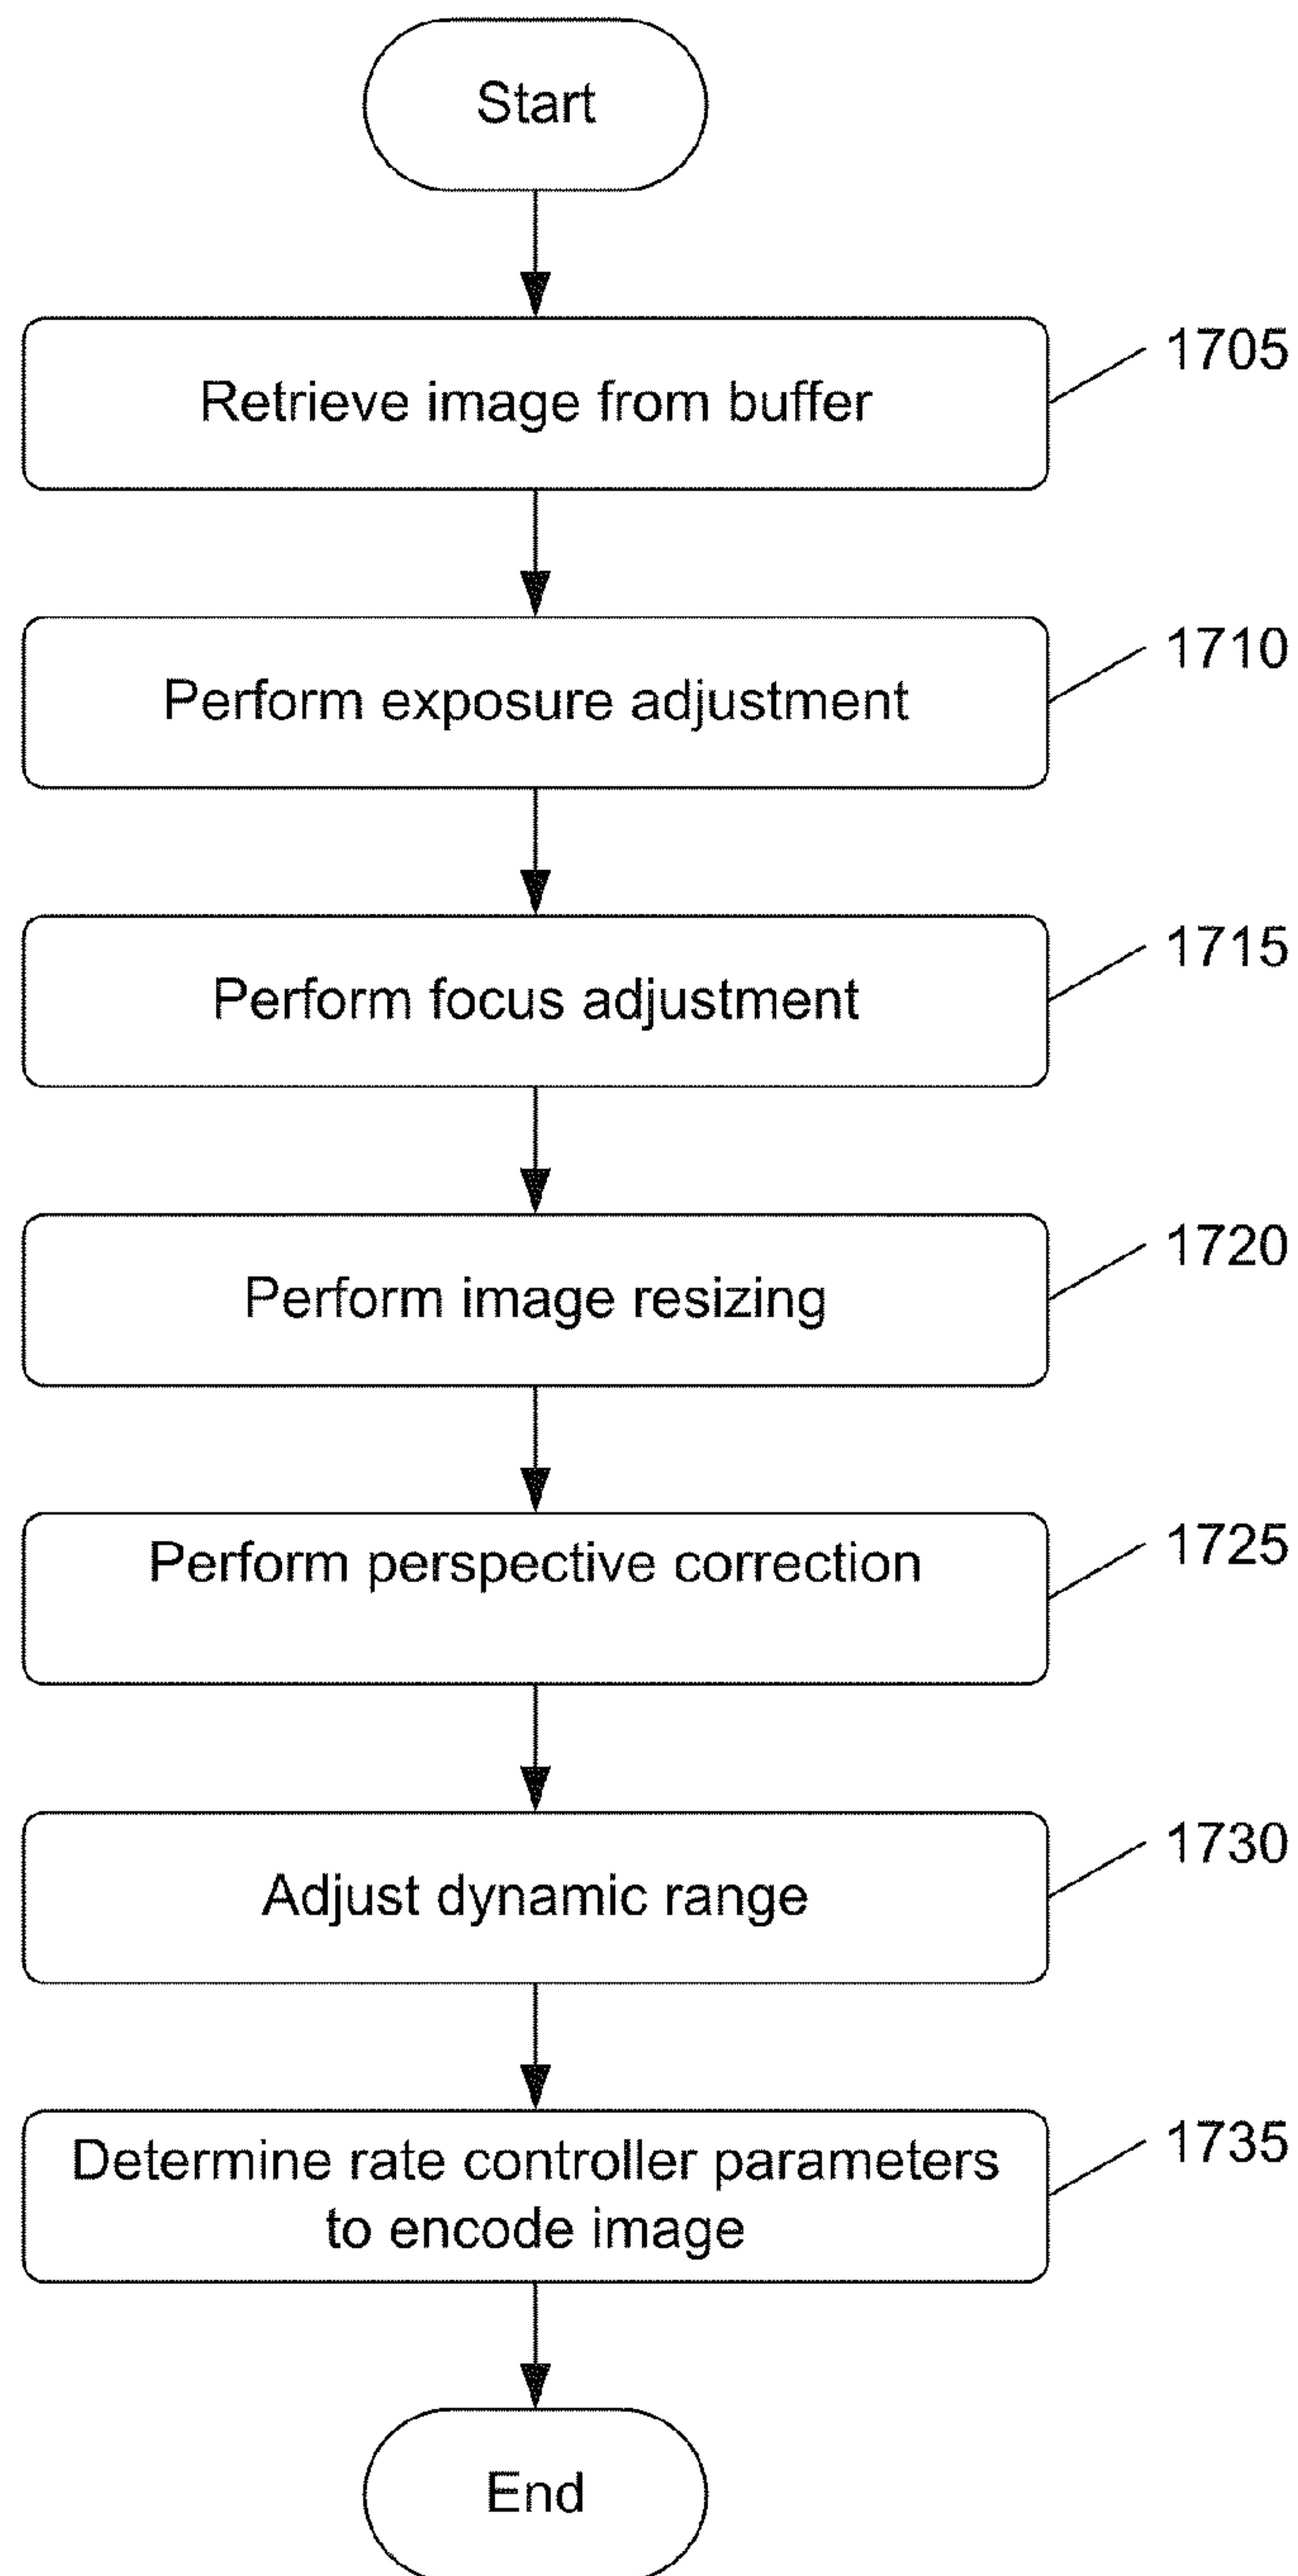 Start
Retrieve image from buffer
1705
Perform exposure adjustment
1710
Perform focus adjustment
1715
Perform image resizing
1720
Perform perspective correction
1725
Adjust dynamic range
1730
Determine rate controller parameters
to encode image
1735
End